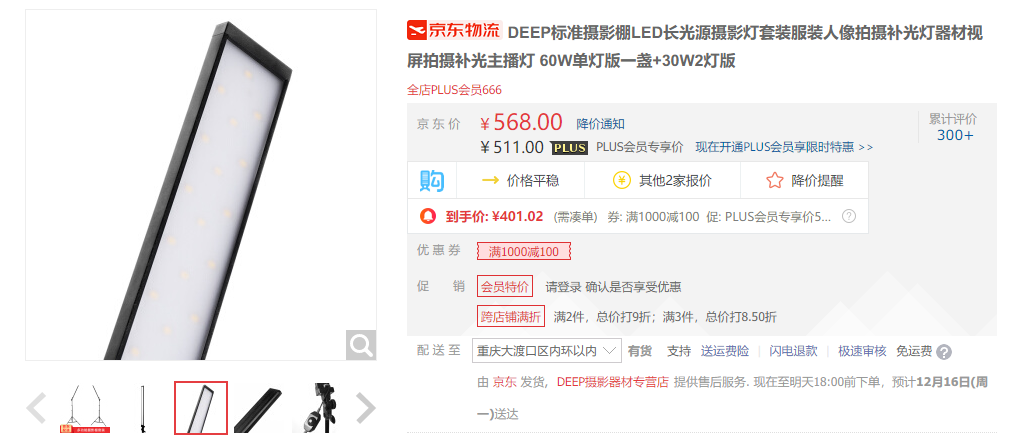 京东物流 DEEP标准摄影棚LED长光源摄影灯套装服装人像拍摄补光灯器材视
屏拍摄补光主播灯 60W单灯版一盏+30W2灯版
全店PLUS会员666
京东价 ￥568.00 降价通知
累计评价
300+
￥511.00 PLUS PLUS会员专享价 现在开通PLUS会员享限时特惠 >>
购 价格平稳 其他2家报价 降价提醒
到手价: ¥401.02 (需凑单) 券: 满1000减100 促: PLUS会员专享价5...
优惠券 满1000减100
促销 会员特价 请登录 确认是否享受优惠
跨店铺满折 满2件，总价打9折；满3件，总价打8.50折
配送至 重庆大渡口区内环以内 有货 支持 送运费险 闪电退款 极速审核 免运费
由 京东 发货，DEEP摄影器材专营店 提供售后服务. 现在至明天18:00前下单，预计12月16日(周
一)送达